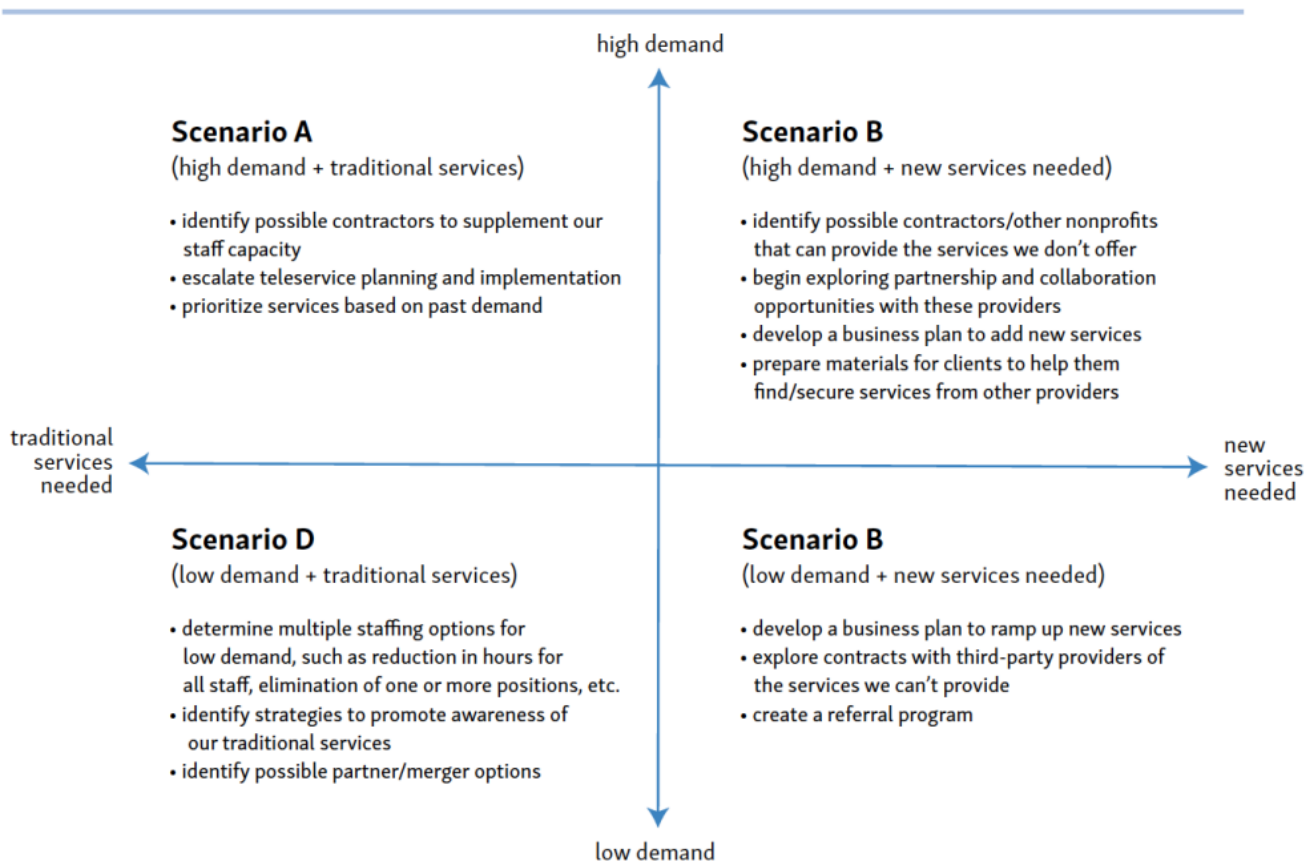 high demand
Scenario A
(high demand + traditional services)
• identify possible contractors to supplement our
staff capacity
• escalate teleservice planning and implementation
• prioritize services based on past demand
Scenario B
(high demand + new services needed)
• identify possible contractors/other nonprofits
that can provide the services we don’t offer
• begin exploring partnership and collaboration
opportunities with these providers
• develop a business plan to add new services
• prepare materials for clients to help them
find/secure services from other providers
traditional
services
needed
new
services
needed
Scenario D
(low demand + traditional services)
• determine multiple staffing options for
low demand, such as reduction in hours for
all staff, elimination of one or more positions, etc.
• identify strategies to promote awareness of
our traditional services
• identify possible partner/merger options
Scenario B
(low demand + new services needed)
• develop a business plan to ramp up new services
• explore contracts with third-party providers of
the services we can’t provide
• create a referral program
low demand